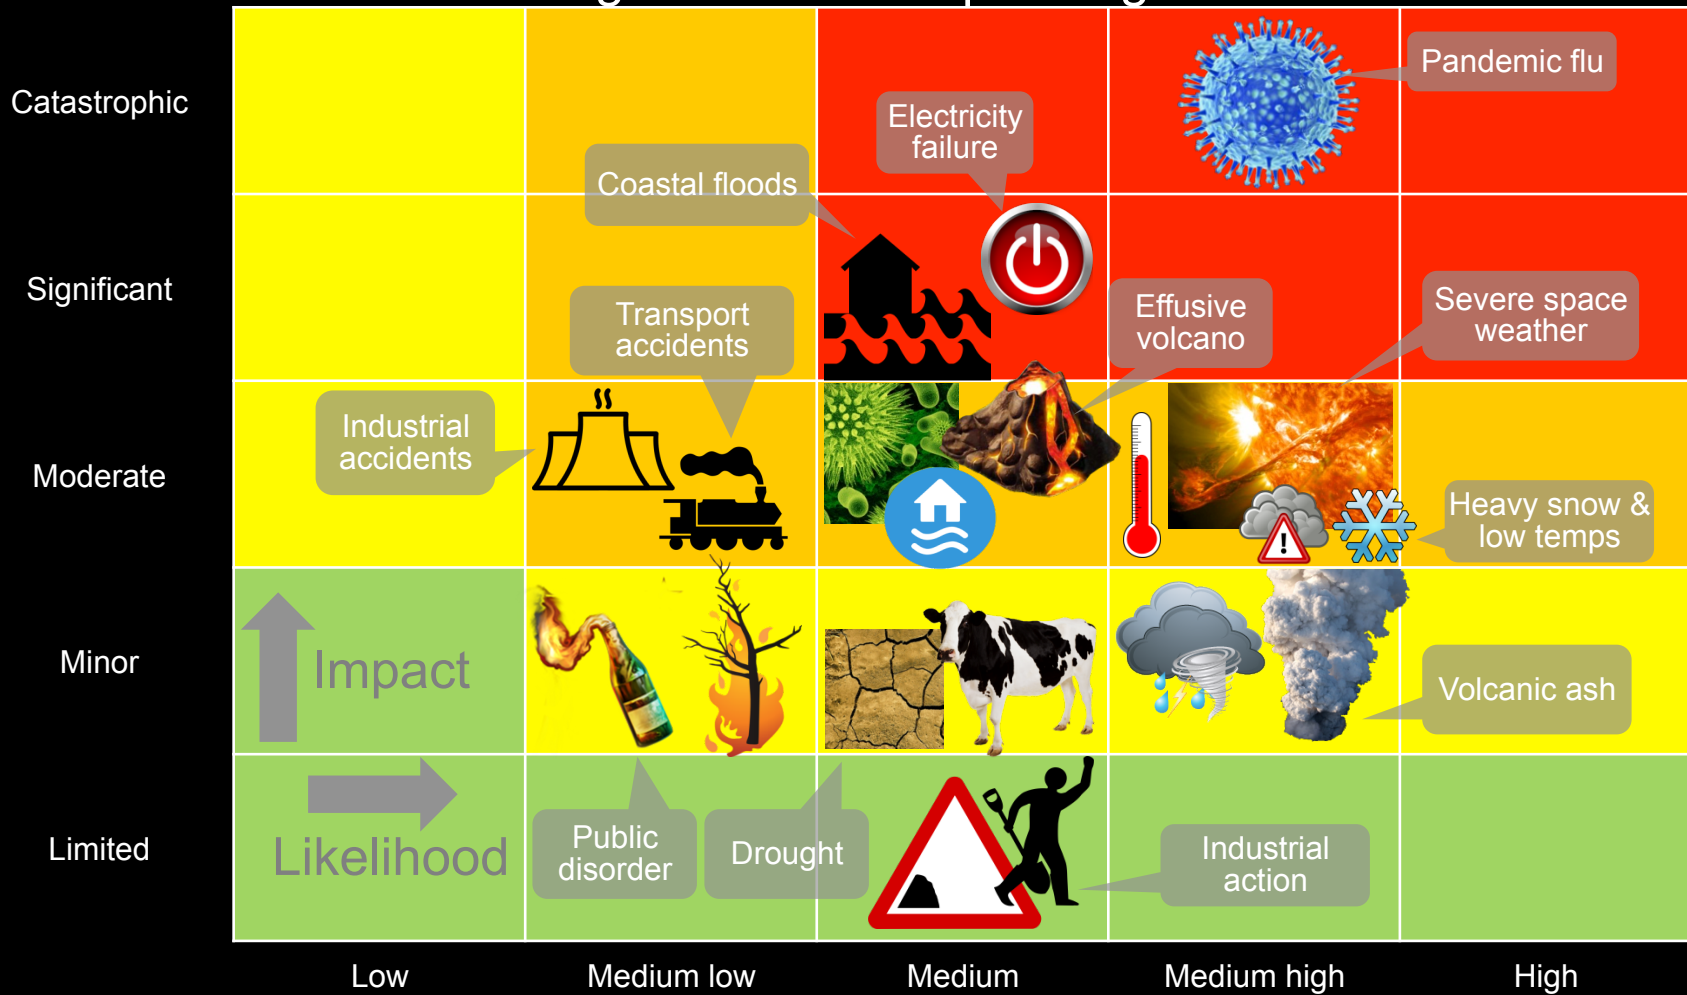 Catastrophic
Pandemic flu
Electricity
failure
Coastal floods
Significant
Transport
accidents
Effusive
volcano
Severe space
weather
Moderate
Industrial
accidents
!
Heavy snow &
low temps
Minor
Impact
Volcanic ash
Limited
Likelihood
Public
disorder
Drought
Industrial
action
Low
Medium low
Medium
Medium high
High